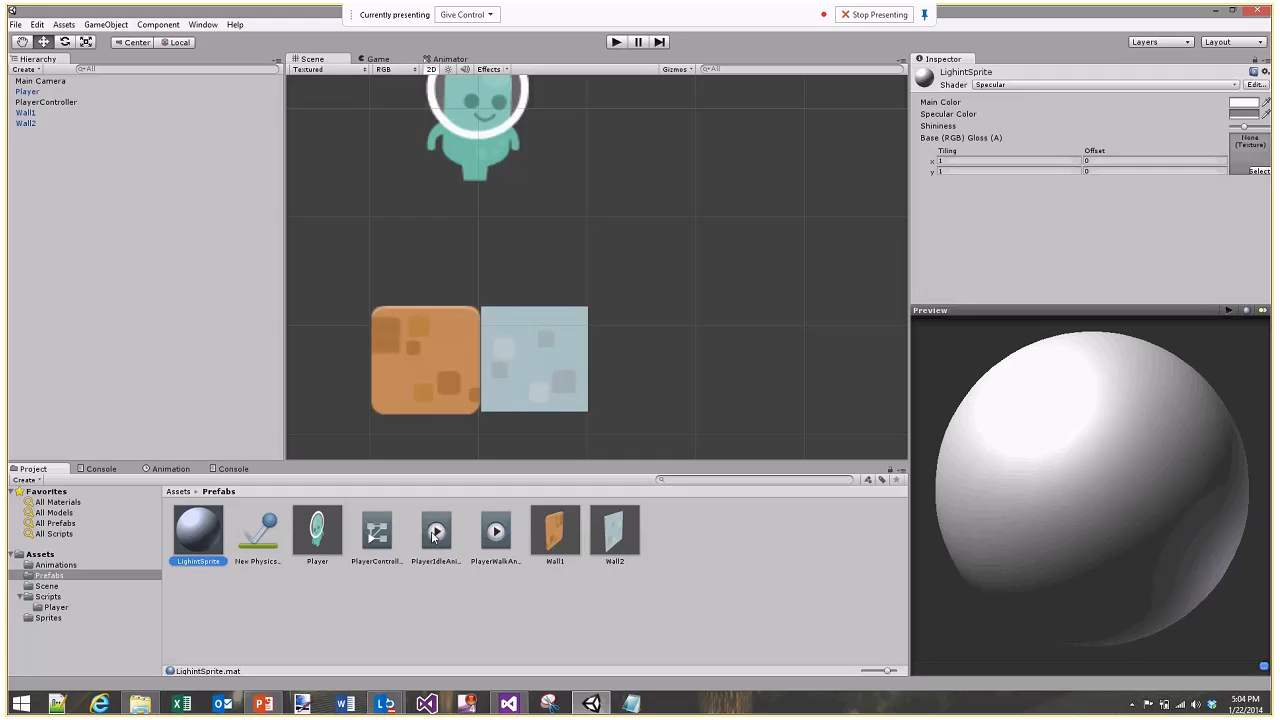 Currently presenting Give Control Stop Presenting
File Edit Assets GameObject Component Window Help
Center Local Layers Layout
Hierarchy
Create All
Main Camera
Player
PlayerController
Wall1
Wall2
Scene Game Animator
Textured RGB 2D Effects Gizmos All
Inspector
LighintSprite
Shader Specular Edit...
Main Color
Specular Color
Shininess
Base (RGB) Gloss (A)
None
(Texture)
Tiling Offset
x 1 0
y 1 0
Select
Preview
Project Console Animation Console
Create
Favorites
All Materials
All Models
All Prefabs
All Scripts
Assets
Animations
Prefabs
Scene
Scripts
Player
Sprites
Assets Prefabs
LighintSprite New Physics... Player PlayerControll... PlayerIdleAni... PlayerWalkAn... Wall1 Wall2
LighintSprite.mat
5:04 PM
1/22/2014